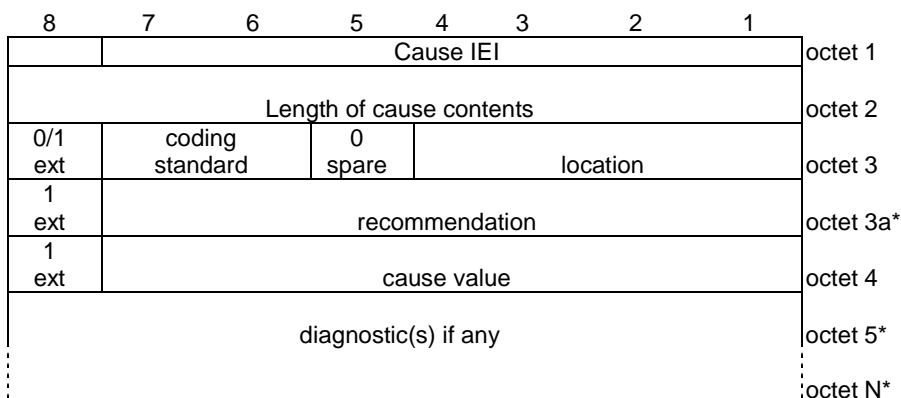 8 7 6 5 4 3 2 1
Cause IEI octet 1
Length of cause contents octet 2
0/1 coding 0
ext standard spare location octet 3
1
ext recommendation octet 3a*
1
ext cause value octet 4
diagnostic(s) if any octet 5*
octet N*